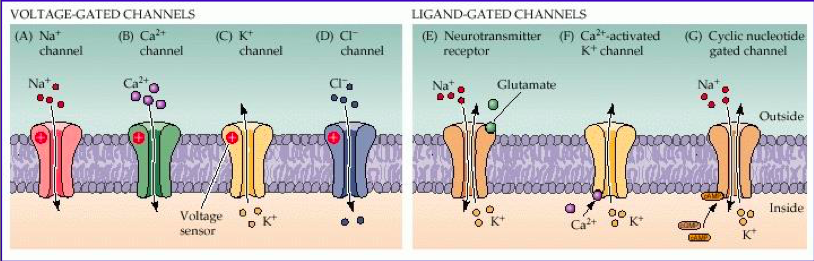 VOLTAGE-GATED CHANNELS
(A) Na⁺
channel
(B) Ca²⁺
channel
(C) K⁺
channel
(D) Cl⁻
channel
Na⁺
Ca²⁺
Cl⁻
Voltage
sensor
K⁺
LIGAND-GATED CHANNELS
(E) Neurotransmitter
receptor
(F) Ca²⁺-activated
K⁺ channel
(G) Cyclic nucleotide
gated channel
Na⁺
Glutamate
Na⁺
Outside
Inside
K⁺
Ca²⁺
K⁺
cAMP
K⁺